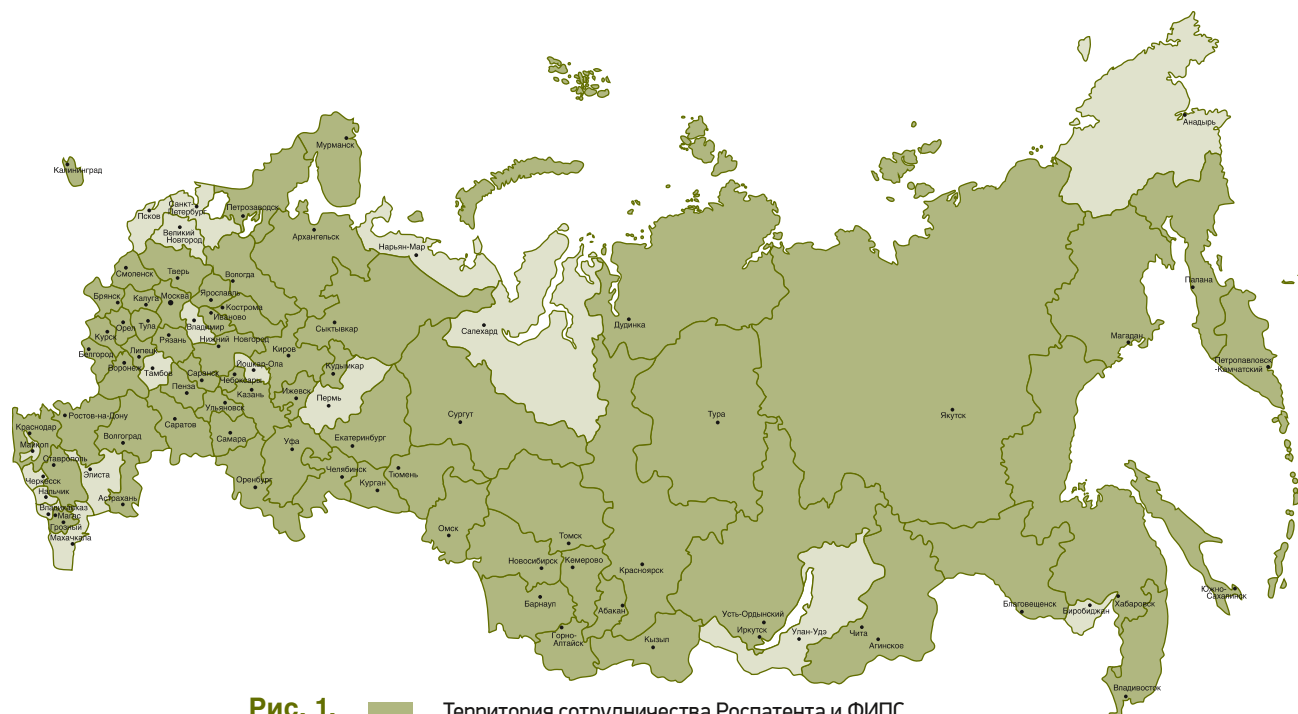 Мурманск
Анадырь
Калининград
Санкт-
Петербург
Псков
Петрозаводск
Великий
Новгород
Архангельск
Нарьян-Мар
Смоленск
Тверь
Вологда
Папана
Брянск
Калуга
Москва
Ярославль
Кострома
Иваново
Владимир
Орел
Тула
Курск
Рязань
Нижний Новгород
Сыктывкар
Салехард
Дудинка
Магадан
Белгород
Липецк
Киров
Воронеж
Тамбов
Саранск
Йошкар-Ола
Чебоксары
Кудымкар
Петропавловск
-Камчатский
Пенза
Казань
Ижевск
Пермь
Ульяновск
Ростов-на-Дону
Краснодар
Саратов
Сургут
Тура
Якутск
Майкоп
Волгоград
Самара
Уфа
Екатеринбург
Ставрополь
Элиста
Челябинск
Тюмень
Черкесск
Оренбург
Курган
Нальчик
Астрахань
Владикавказ
Магас
Грозный
Махачкала
Омск
Томск
Новосибирск
Кемерово
Красноярск
Барнаул
Абакан
Усть-Ордынский
Иркутск
Улан-Удэ
Чита
Агинское
Благовещенск
Биробиджан
Хабаровск
Южно-
Сахалинск
Горно-
Алтайск
Кызыл
Владивосток
Рис. 1.
Территория сотрудничества Роспатента и ФИПС